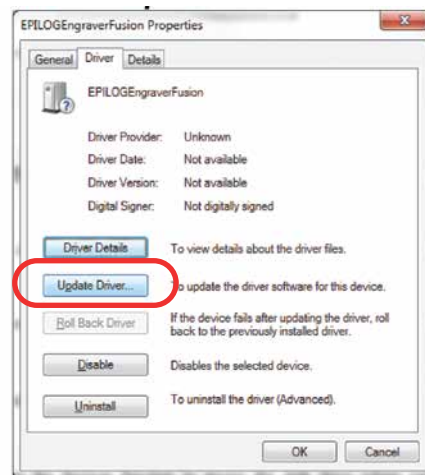 EPILOGEngraverFusion Properties
General Driver Details
EPILOGEngraverFusion
Driver Provider: Unknown
Driver Date: Not available
Driver Version: Not available
Digital Signer: Not digitally signed
Driver Details To view details about the driver files.
Update Driver... To update the driver software for this device.
Roll Back Driver If the device fails after updating the driver, roll
back to the previously installed driver.
Disable Disables the selected device.
Uninstall To uninstall the driver (Advanced).
OK Cancel